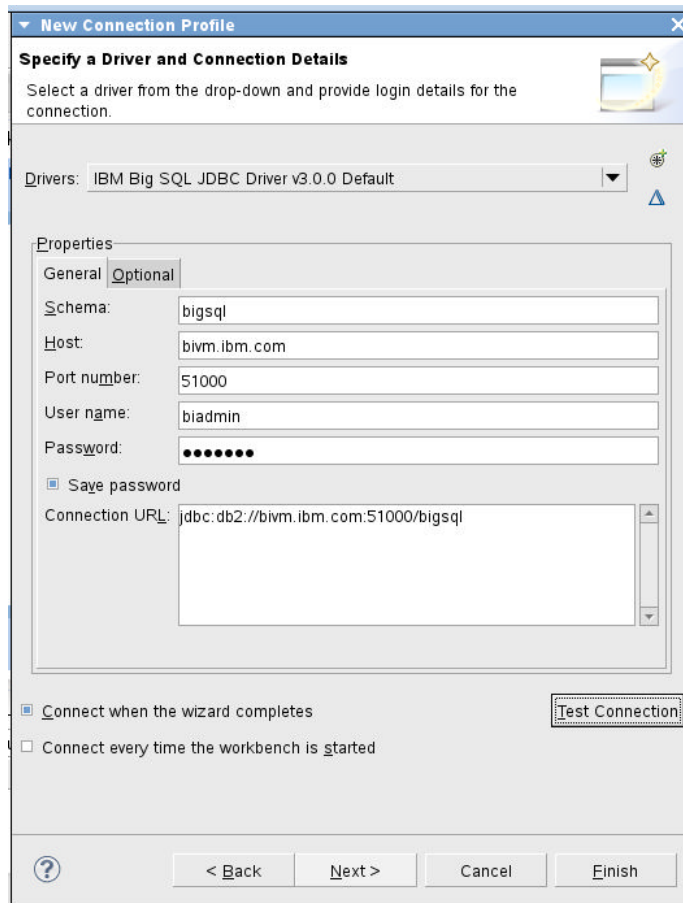 New Connection Profile
Specify a Driver and Connection Details
Select a driver from the drop-down and provide login details for the
connection.
Drivers: IBM Big SQL JDBC Driver v3.0.0 Default
Properties
General Optional
Schema: bigsql
Host: bivm.ibm.com
Port number: 51000
User name: biadmin
Password: ●●●●●●●
Save password
Connection URL: jdbc:db2://bivm.ibm.com:51000/bigsql
Connect when the wizard completes Test Connection
Connect every time the workbench is started
? < Back Next > Cancel Finish